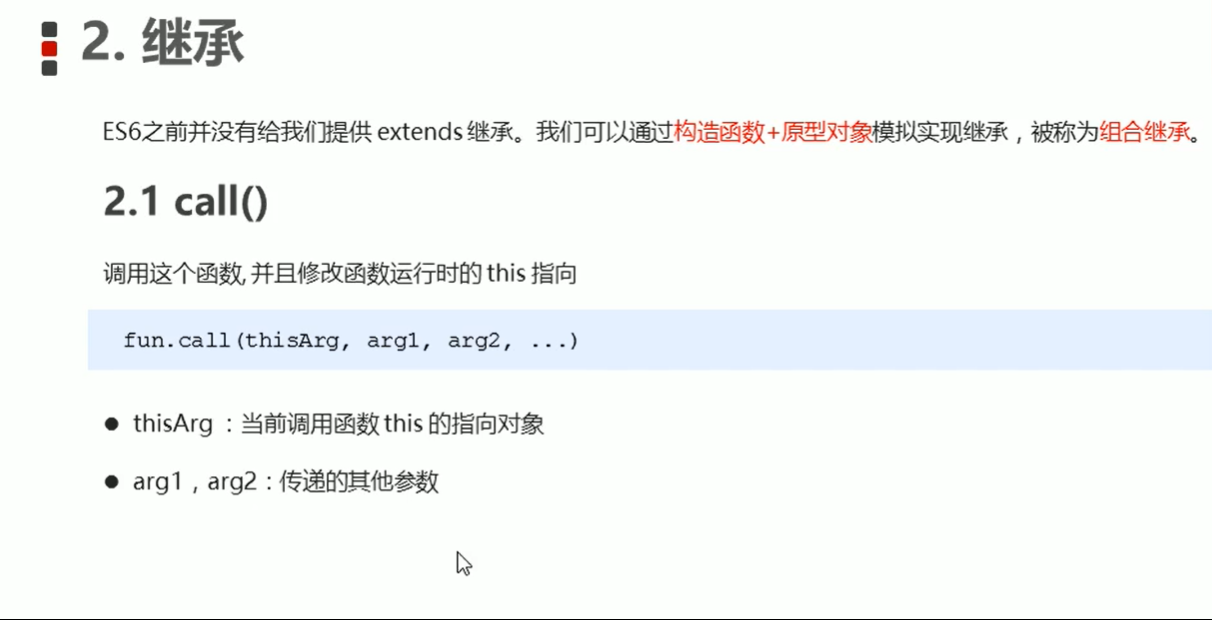 2. 继承
ES6之前并没有给我们提供 extends 继承。我们可以通过构造函数+原型对象模拟实现继承，被称为组合继承。
2.1 call()
调用这个函数, 并且修改函数运行时的 this 指向
fun.call(thisArg, arg1, arg2, ...)
● thisArg ：当前调用函数 this 的指向对象
● arg1，arg2：传递的其他参数